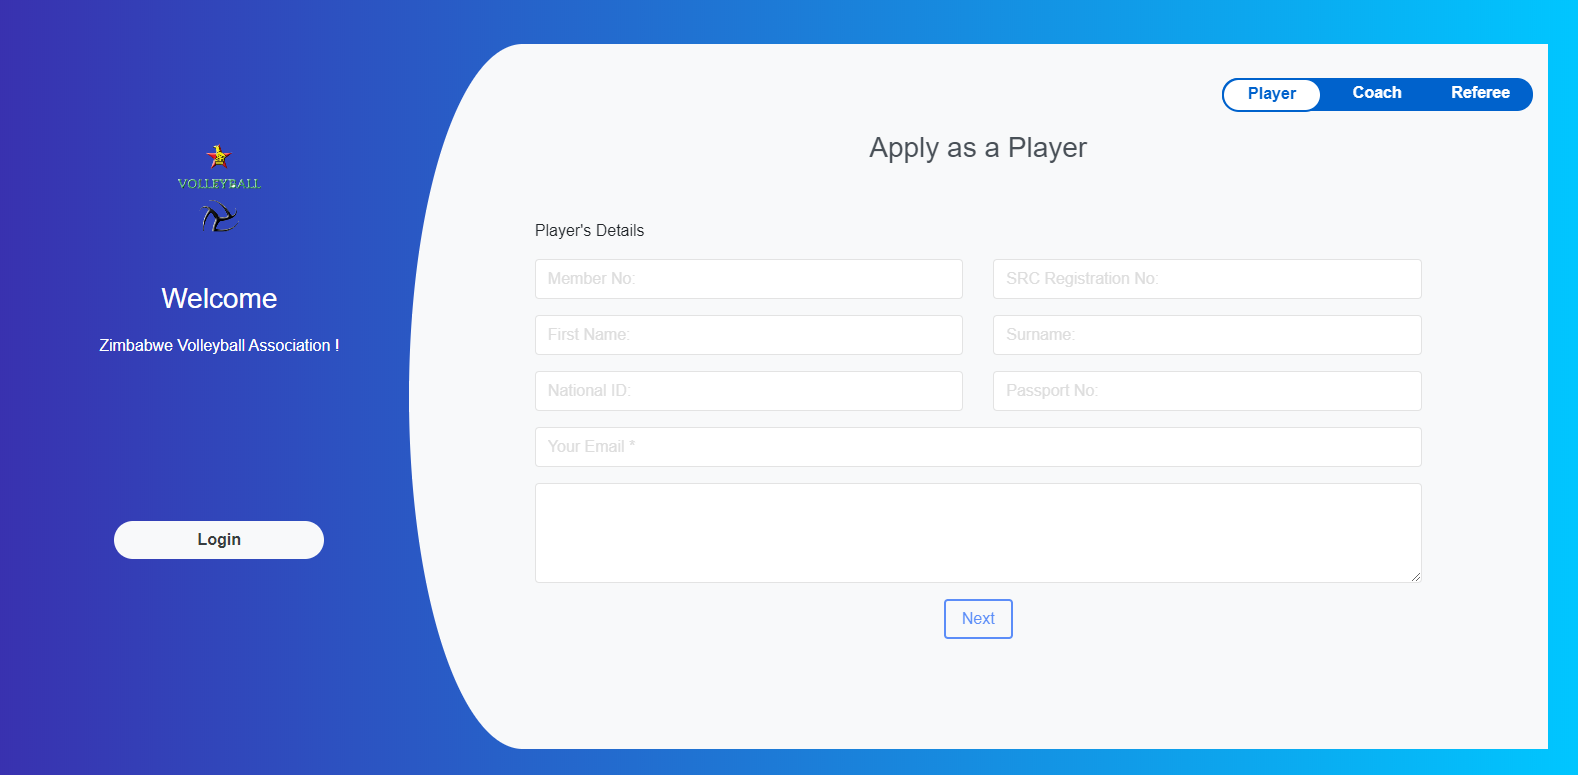 Player Coach Referee
Apply as a Player
VOLLEYBALL
Welcome
Zimbabwe Volleyball Association !
Login
Player's Details
Member No: SRC Registration No:
First Name: Surname:
National ID: Passport No:
Your Email *
Next